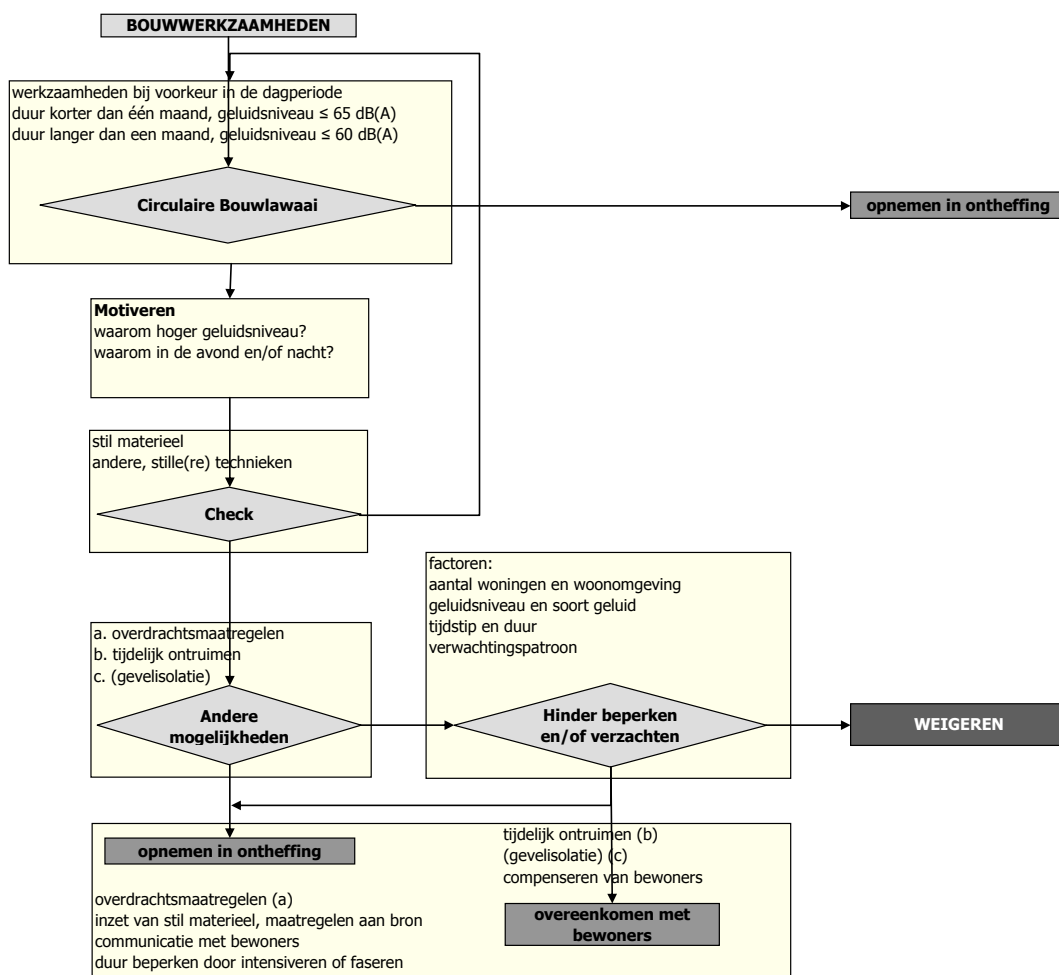 BOUWWERKZAAMHEDEN
werkzaamheden bij voorkeur in de dagperiode
duur korter dan één maand, geluidsniveau ≤ 65 dB(A)
duur langer dan een maand, geluidsniveau ≤ 60 dB(A)
Circulaire Bouwlawaai
opnemen in ontheffing
Motiveren
waarom hoger geluidsniveau?
waarom in de avond en/of nacht?
stil materieel
andere, stille(re) technieken
Check
factoren:
aantal woningen en woonomgeving
geluidsniveau en soort geluid
tijdstip en duur
verwachtingspatroon
a. overdrachtsmaatregelen
b. tijdelijk ontruimen
c. (gevelisolatie)
Andere
mogelijkheden
Hinder beperken
en/of verzachten
WEIGEREN
opnemen in ontheffing
overdrachtsmaatregelen (a)
inzet van stil materieel, maatregelen aan bron
communicatie met bewoners
duur beperken door intensiveren of faseren
tijdelijk ontruimen (b)
(gevelisolatie) (c)
compenseren van bewoners
overeenkomen met
bewoners